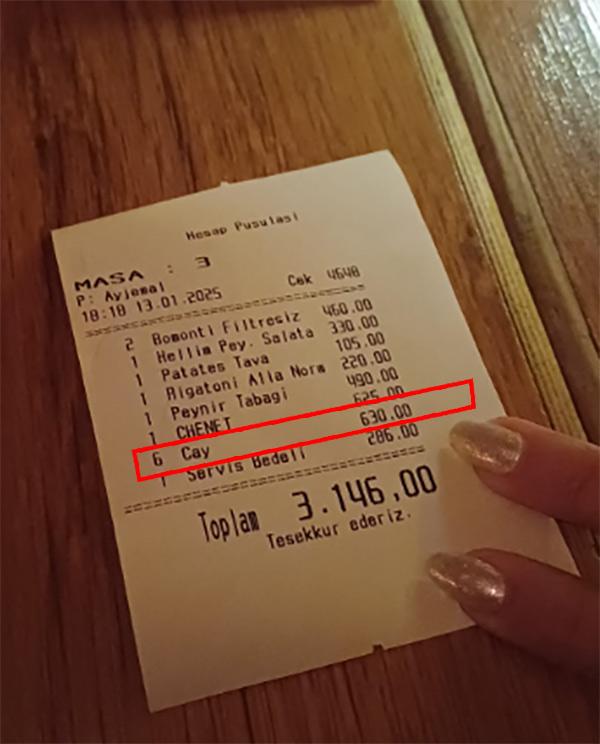 Hesap Pusulasi
MASA : 3
P: Ayjemal Cek 4648
18:18 13.01.2025
2 Bomonti Filtresiz 460.00
1 Hellim Pey. Salata 330.00
1 Patates Tava 105.00
1 Rigatoni Alla Norm 220.00
1 Peynir Tabagi 490.00
1 CHENET 625.00
6 Cay 630.00
1 Servis Bedeli 286.00
Toplam 3.146,00
Tesekkur ederiz.